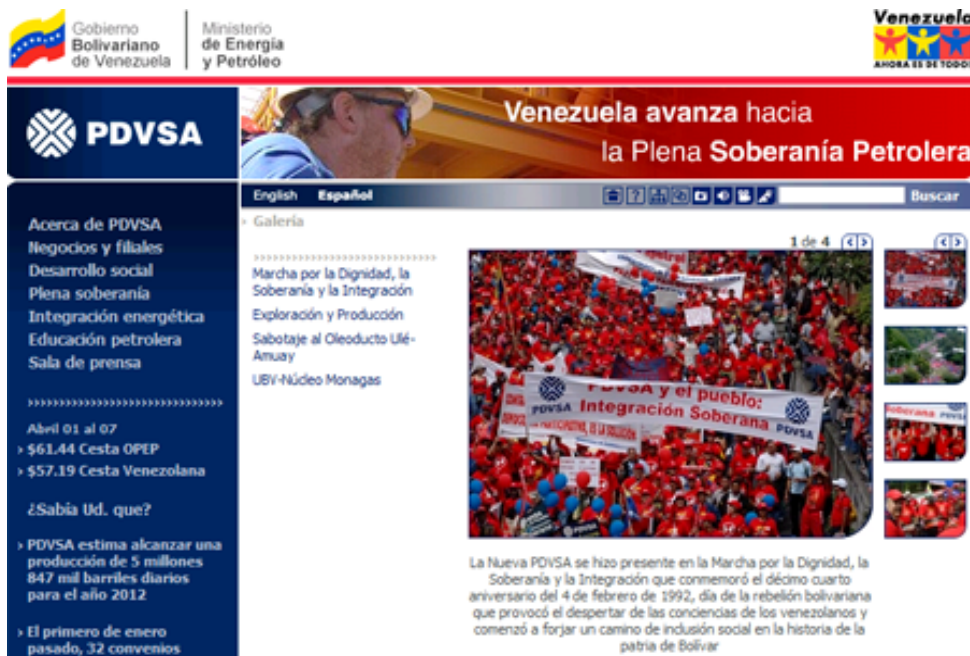 Gobierno
Bolivariano
de Venezuela
Ministerio
de Energía
y Petróleo
Venezuela
AHORA ES DE TODOS
PDVSA
Venezuela avanza hacia
la Plena Soberanía Petrolera
English Español
Buscar
Acerca de PDVSA
Negocios y filiales
Desarrollo social
Plena soberanía
Integración energética
Educación petrolera
Sala de prensa
Abril 01 al 07
$61.44 Cesta OPEP
$57.19 Cesta Venezolana
¿Sabía Ud. que?
PDVSA estima alcanzar una
producción de 5 millones
847 mil barriles diarios
para el año 2012
El primero de enero
pasado, 32 convenios
Galería
Marcha por la Dignidad, la
Soberanía y la Integración
Exploración y Producción
Sabotaje al Oleoducto Ulé-
Amuay
UBV-Núcleo Monagas
1 de 4
PDVSA y el pueblo:
PDVSA Integración Soberana PDVSA
La Nueva PDVSA se hizo presente en la Marcha por la Dignidad, la
Soberanía y la Integración que conmemoró el décimo cuarto
aniversario del 4 de febrero de 1992, día de la rebelión bolivariana
que provocó el despertar de las conciencias de los venezolanos y
comenzó a forjar un camino de inclusión social en la historia de la
patria de Bolívar